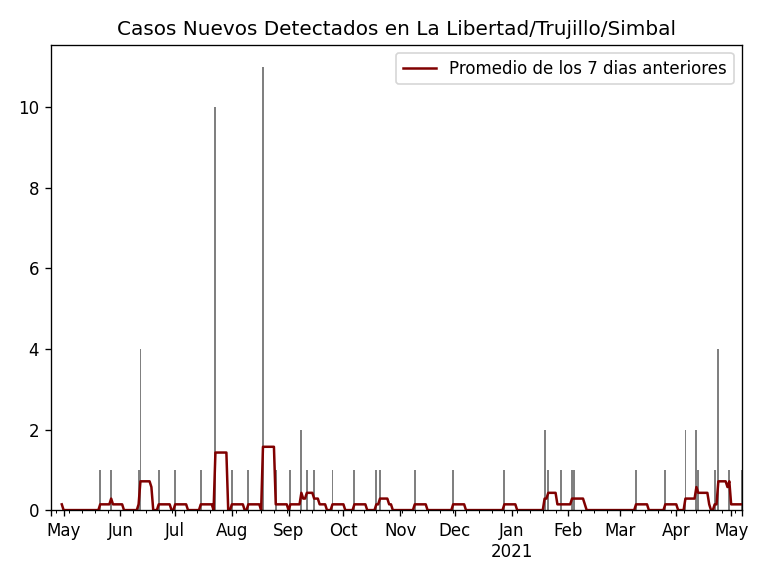 Casos Nuevos Detectados en La Libertad/Trujillo/Simbal
Promedio de los 7 dias anteriores
10
8
6
4
2
0
May Jun Jul Aug Sep Oct Nov Dec Jan Feb Mar Apr May
2021